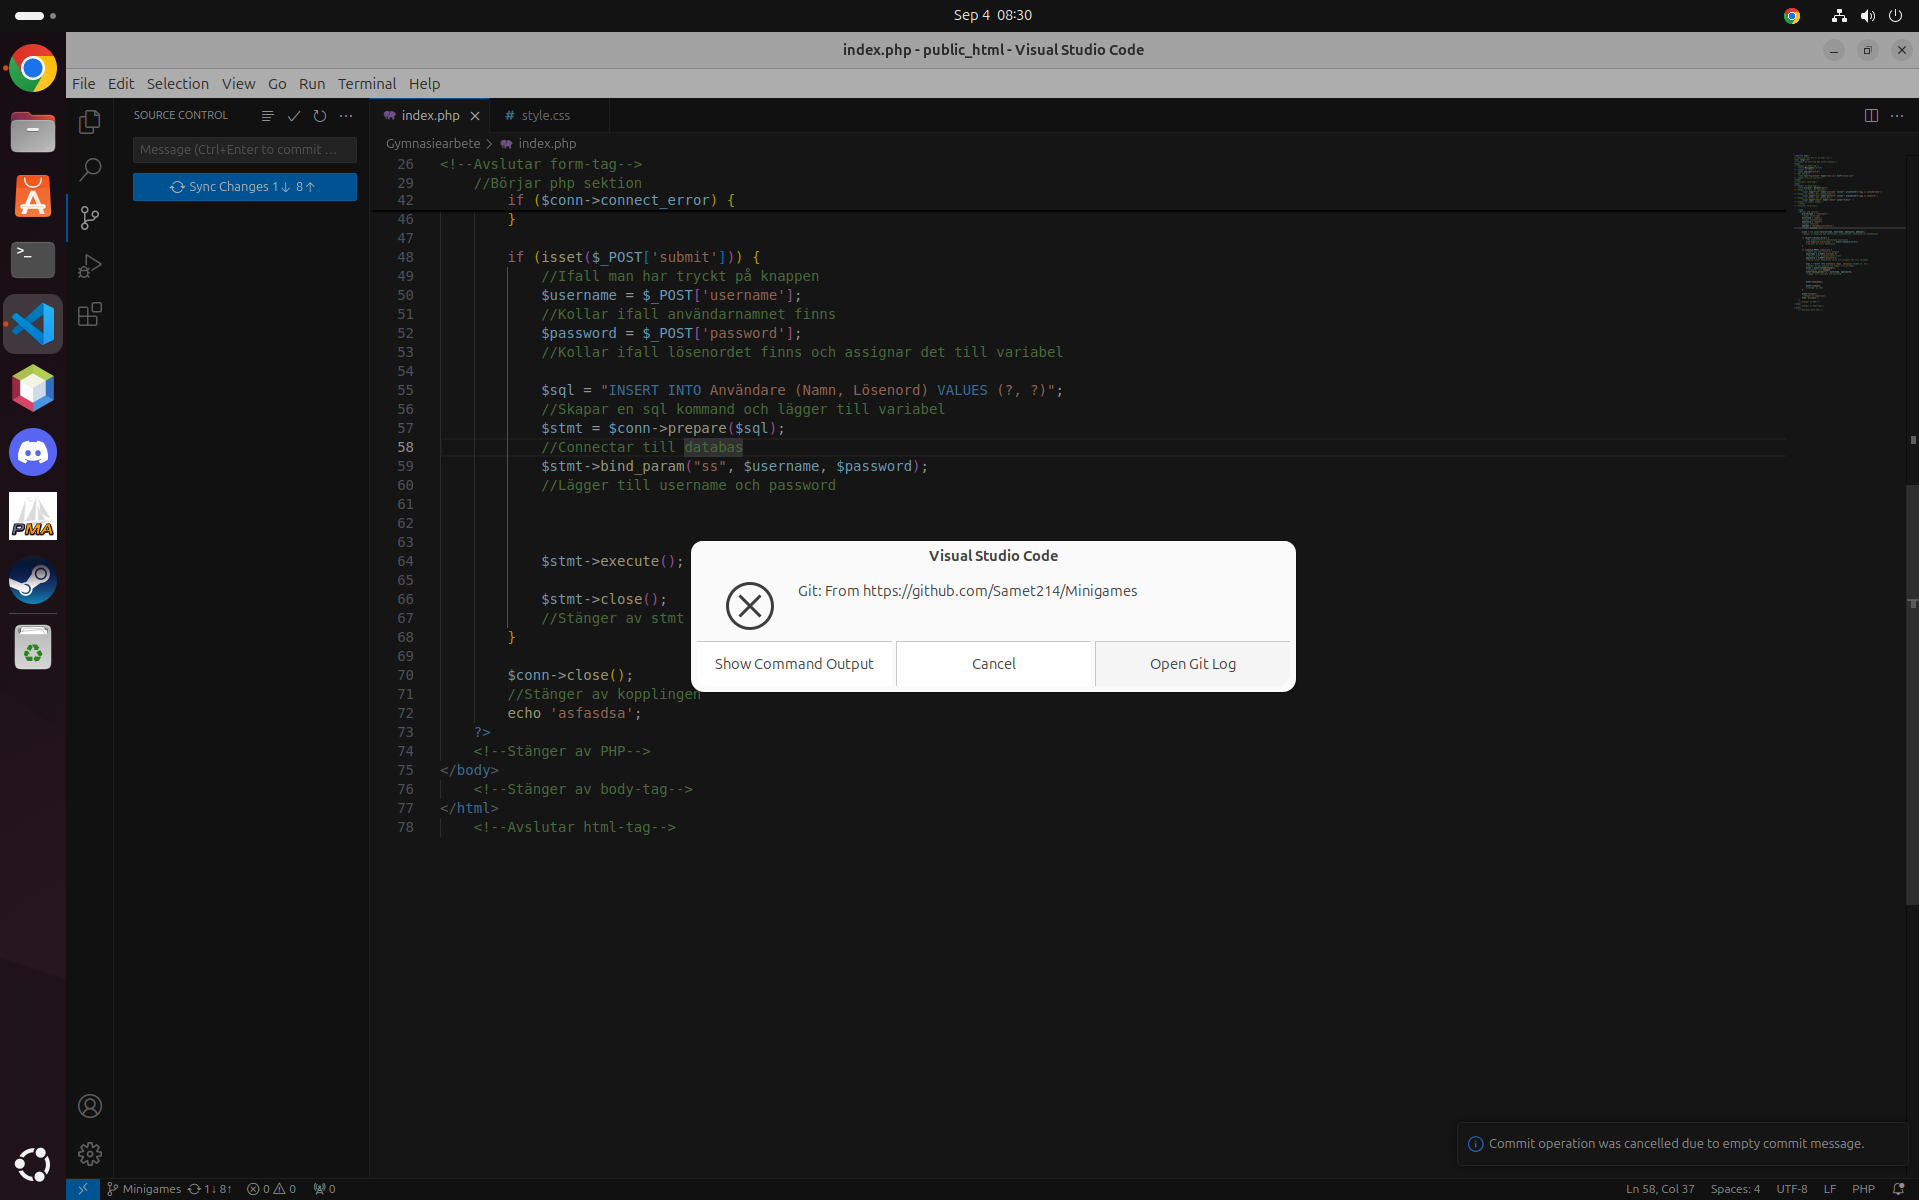 Sep 4 08:30
index.php - public_html - Visual Studio Code
File Edit Selection View Go Run Terminal Help
SOURCE CONTROL
Message (Ctrl+Enter to commit ...
Sync Changes 1↓ 8↑
index.php
# style.css
Gymnasiearbete > index.php
26 <!--Avslutar form-tag-->
29 //Börjar php sektion
42 if ($conn->connect_error) {
46 }
47
48 if (isset($_POST['submit'])) {
49 //Ifall man har tryckt på knappen
50 $username = $_POST['username'];
51 //Kollar ifall användarnamnet finns
52 $password = $_POST['password'];
53 //Kollar ifall lösenordet finns och assignar det till variabel
54
55 $sql = "INSERT INTO Användare (Namn, Lösenord) VALUES (?, ?)";
56 //Skapar en sql kommand och lägger till variabel
57 $stmt = $conn->prepare($sql);
58 //Connectar till databas
59 $stmt->bind_param("ss", $username, $password);
60 //Lägger till username och password
61
62
63
64 $stmt->execute();
65
66 $stmt->close();
67 //Stänger av stmt
68 }
69
70 $conn->close();
71 //Stänger av kopplingen
72 echo 'asfasdsa';
73 ?>
74 <!--Stänger av PHP-->
75 </body>
76 <!--Stänger av body-tag-->
77 </html>
78 <!--Avslutar html-tag-->
Visual Studio Code
Git: From https://github.com/Samet214/Minigames
Show Command Output
Cancel
Open Git Log
PMA
Commit operation was cancelled due to empty commit message.
Minigames 1↓ 8↑ 0 0 0
Ln 58, Col 37 Spaces: 4 UTF-8 LF PHP